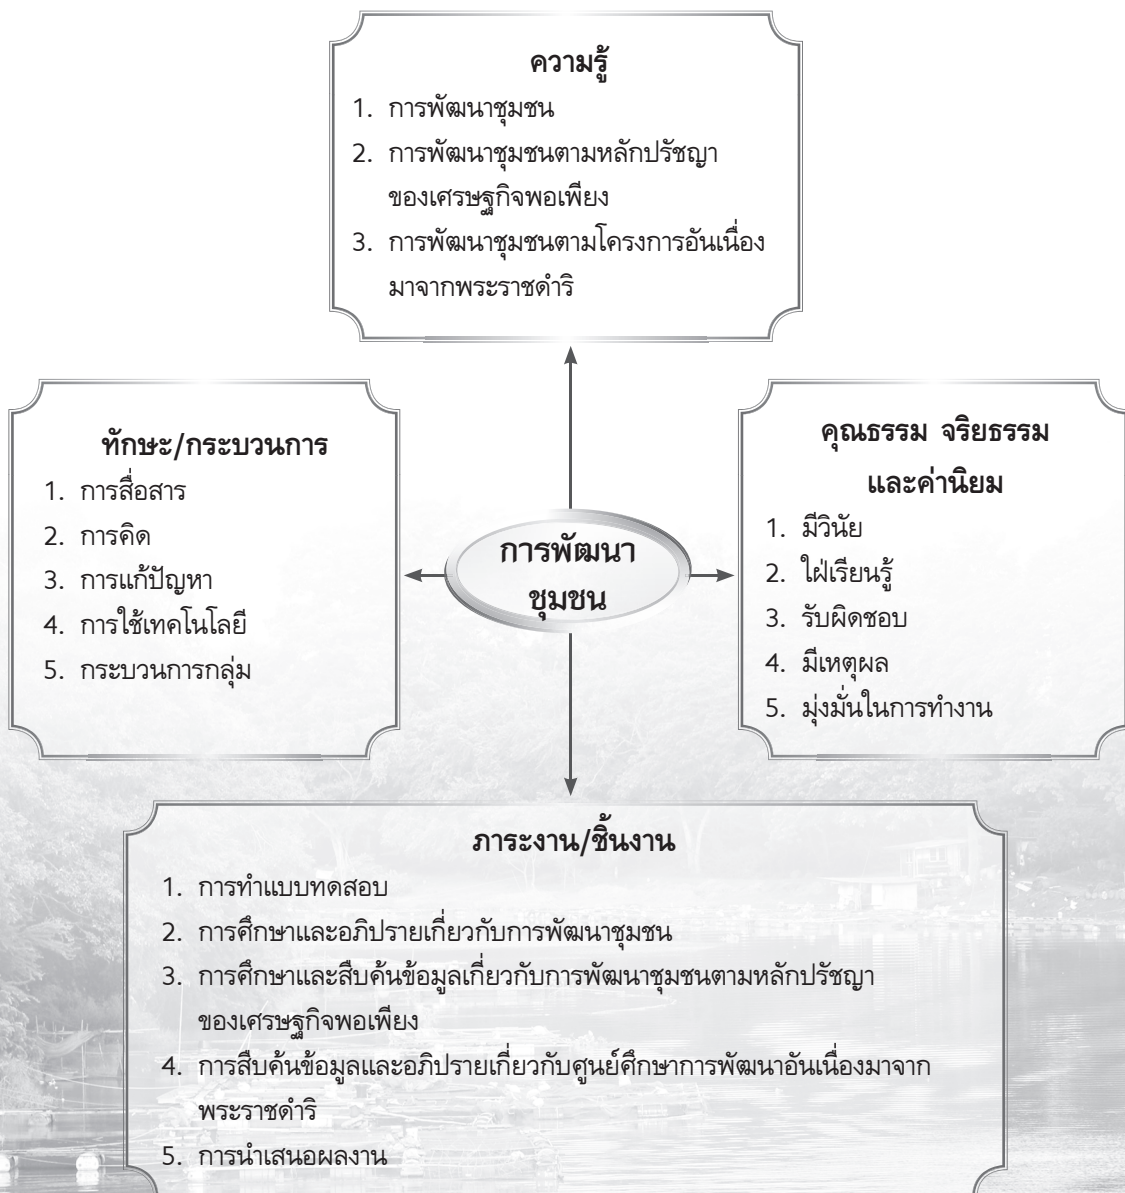 ความรู้
1. การพัฒนาชุมชน
2. การพัฒนาชุมชนตามหลักปรัชญา
ของเศรษฐกิจพอเพียง
3. การพัฒนาชุมชนตามโครงการอันเนื่อง
มาจากพระราชดำริ
ทักษะ/กระบวนการ
1. การสื่อสาร
2. การคิด
3. การแก้ปัญหา
4. การใช้เทคโนโลยี
5. กระบวนการกลุ่ม
การพัฒนา
ชุมชน
คุณธรรม จริยธรรม
และค่านิยม
1. มีวินัย
2. ใฝ่เรียนรู้
3. รับผิดชอบ
4. มีเหตุผล
5. มุ่งมั่นในการทำงาน
ภาระงาน/ชิ้นงาน
1. การทำแบบทดสอบ
2. การศึกษาและอภิปรายเกี่ยวกับการพัฒนาชุมชน
3. การศึกษาและสืบค้นข้อมูลเกี่ยวกับการพัฒนาชุมชนตามหลักปรัชญา
ของเศรษฐกิจพอเพียง
4. การสืบค้นข้อมูลและอภิปรายเกี่ยวกับศูนย์ศึกษาการพัฒนาอันเนื่องมาจาก
พระราชดำริ
5. การนำเสนอผลงาน